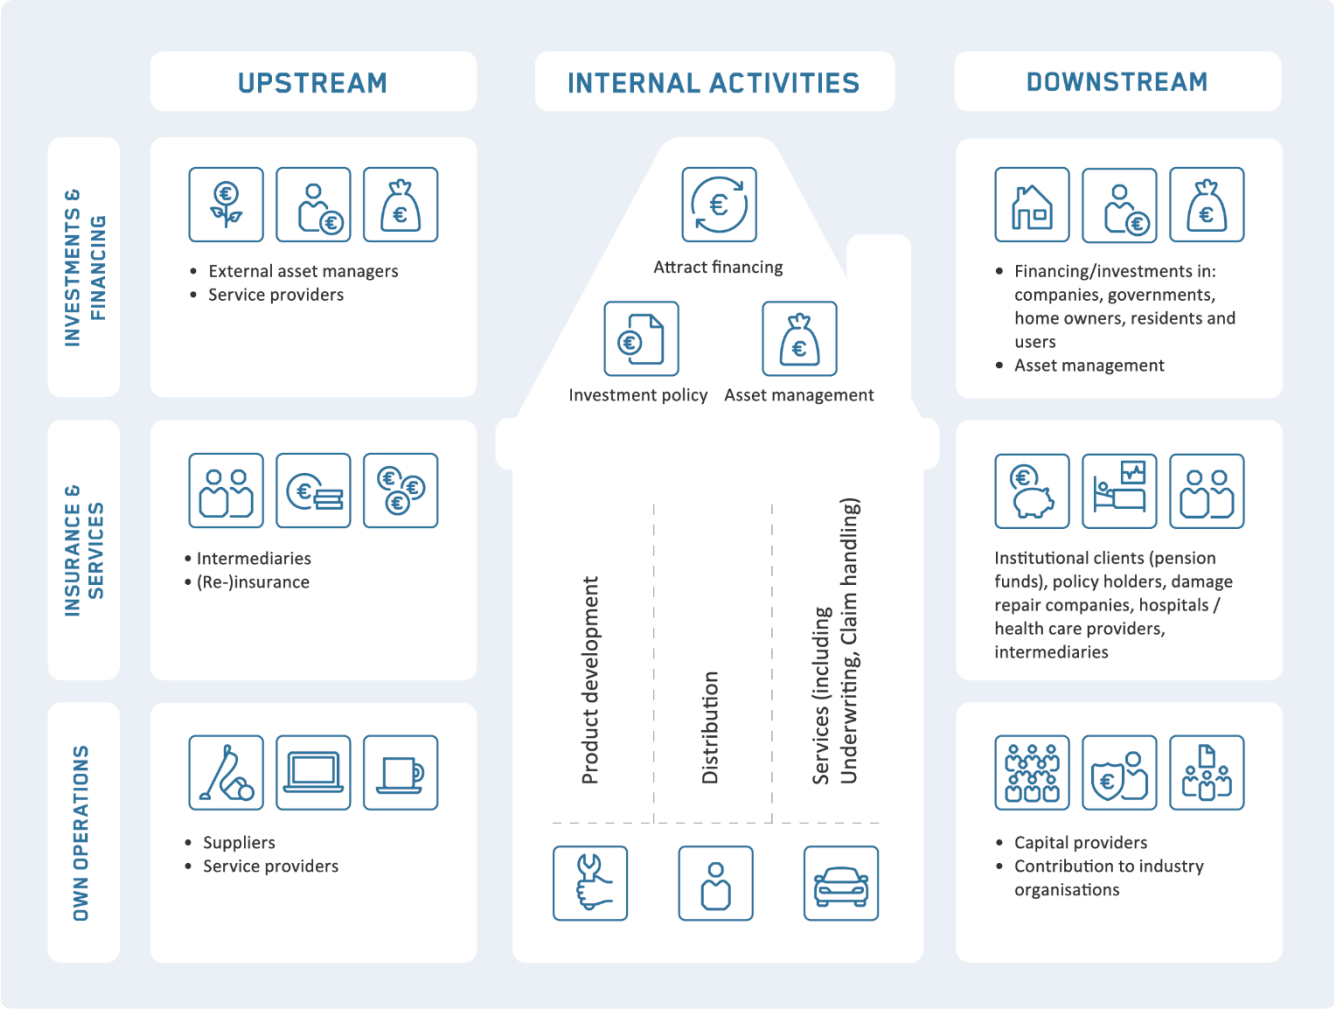 UPSTREAM
INTERNAL ACTIVITIES
DOWNSTREAM
INVESTMENTS &
FINANCING
• External asset managers
• Service providers
Attract financing
Investment policy
Asset management
• Financing/investments in:
companies, governments,
home owners, residents and
users
• Asset management
INSURANCE &
SERVICES
• Intermediaries
• (Re-)insurance
Product development
Distribution
Services (including
Underwriting, Claim handling)
Institutional clients (pension
funds), policy holders, damage
repair companies, hospitals /
health care providers,
intermediaries
OWN OPERATIONS
• Suppliers
• Service providers
• Capital providers
• Contribution to industry
organisations